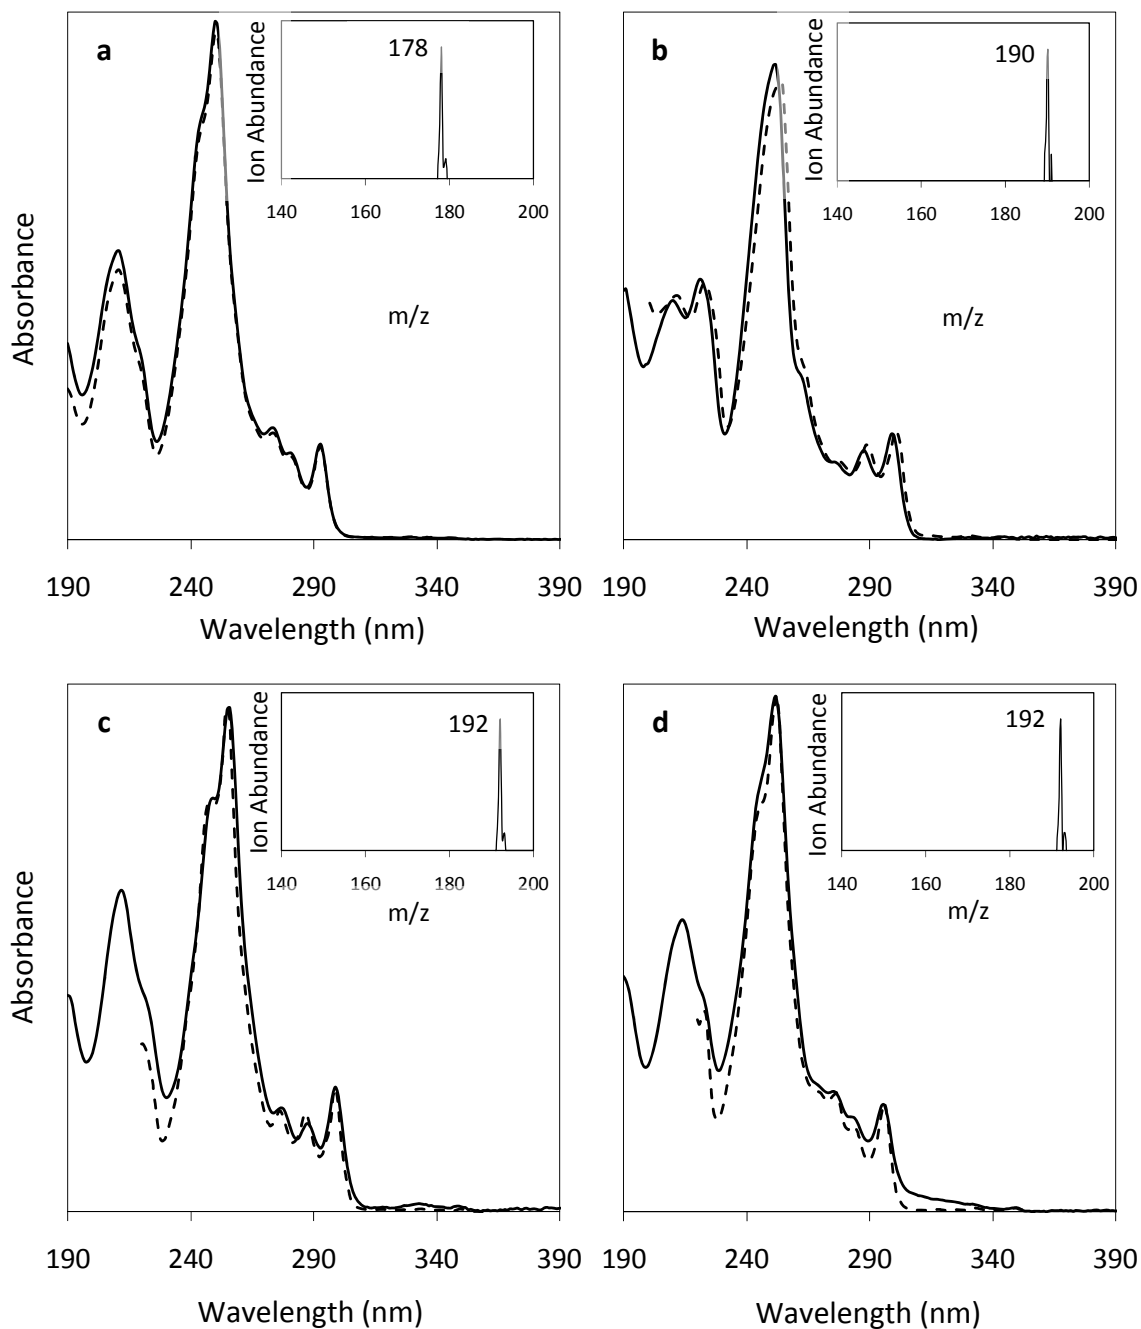 a
Ion Abundance
178
140 160 180 200
m/z
Absorbance
190 240 290 340 390
Wavelength (nm)
b
Ion Abundance
190
140 160 180 200
m/z
190 240 290 340 390
Wavelength (nm)
c
Ion Abundance
192
140 160 180 200
m/z
Absorbance
190 240 290 340 390
Wavelength (nm)
d
Ion Abundance
192
140 160 180 200
m/z
190 240 290 340 390
Wavelength (nm)